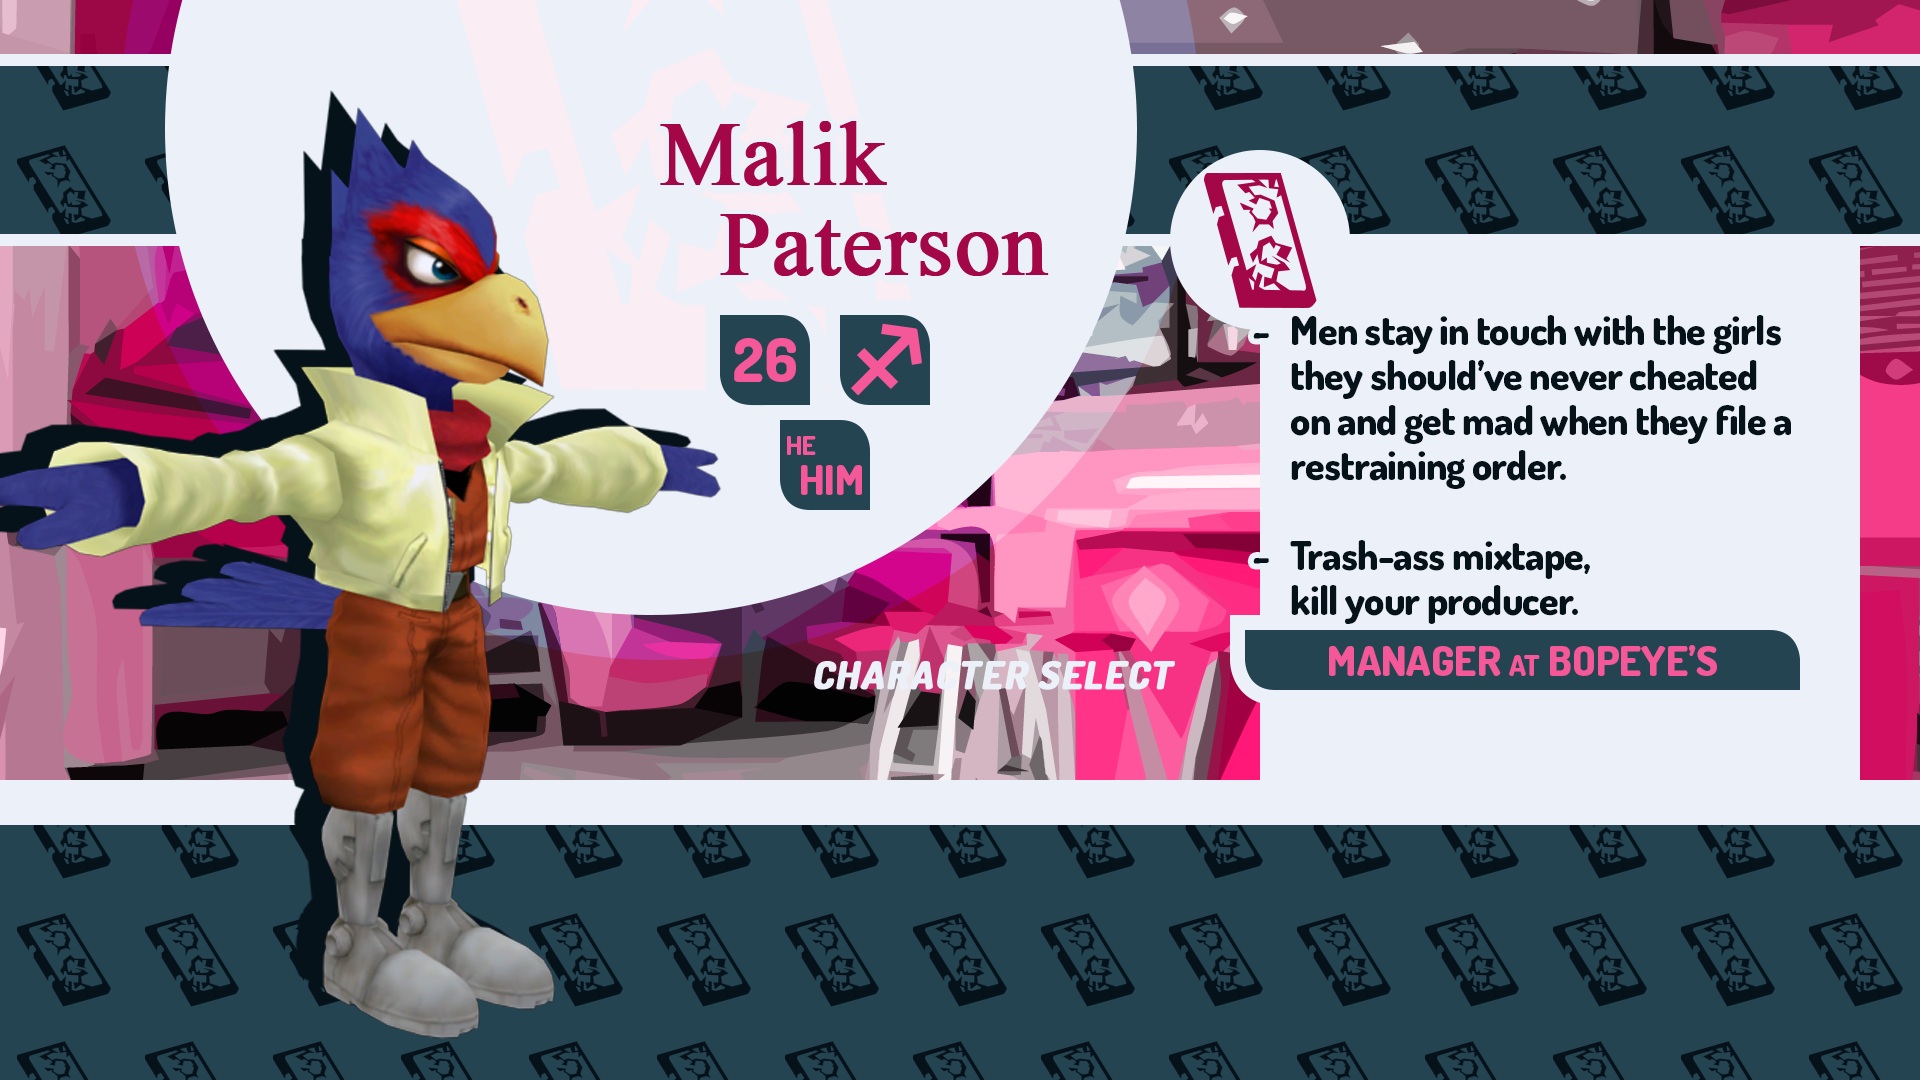 Malik
Paterson
26
HE
HIM
- Men stay in touch with the girls
they should've never cheated
on and get mad when they file a
restraining order.
- Trash-ass mixtape,
kill your producer.
MANAGER AT BOPEYE'S
CHARACTER SELECT